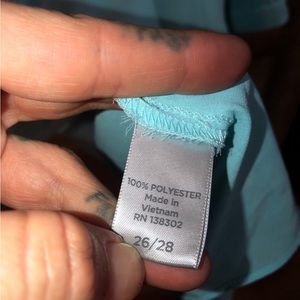 100% POLYESTER
Made in
Vietnam
RN 138302
26/28